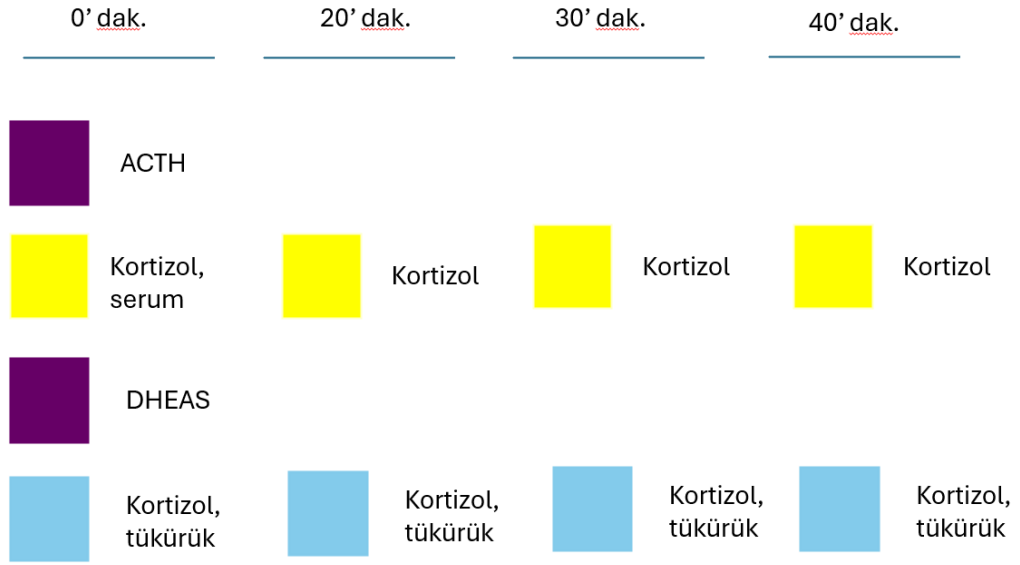 0’ dak.
20’ dak.
30’ dak.
40’ dak.
ACTH
Kortizol,
serum
Kortizol
Kortizol
Kortizol
DHEAS
Kortizol,
tükürük
Kortizol,
tükürük
Kortizol,
tükürük
Kortizol,
tükürük